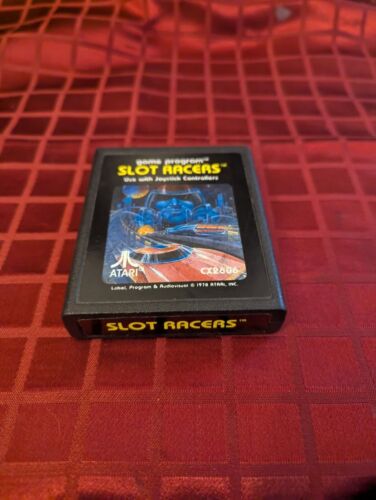 game program™
SLOT RACERS™
Use with Joystick Controllers
ATARI®
CX2606
Label, Program & Audiovisual © 1978 ATARI, INC.
SLOT RACERS™